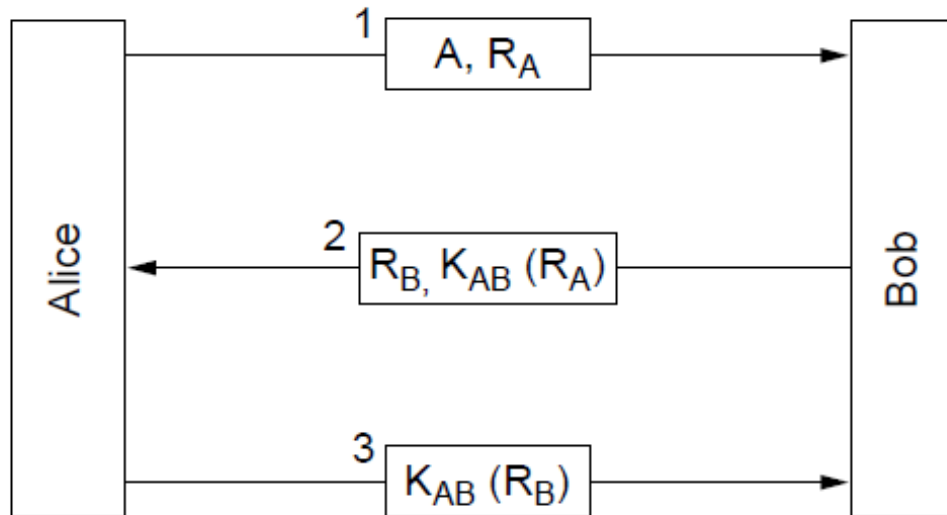 1
A, R_A
Alice
2
R_B, K_AB (R_A)
Bob
3
K_AB (R_B)